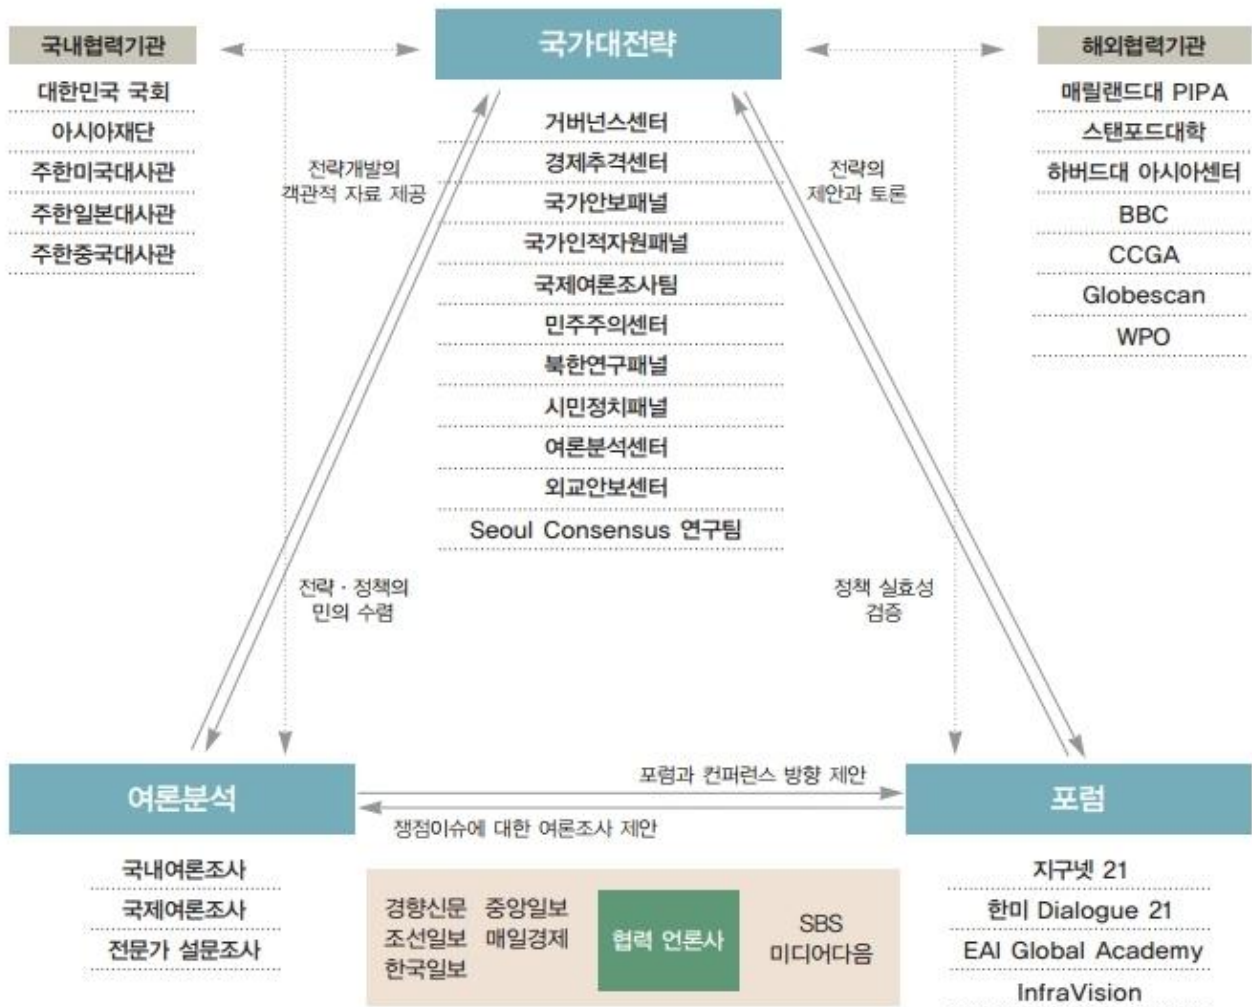 국내협력기관
대한민국 국회
아시아재단
주한미국대사관
주한일본대사관
주한중국대사관
국가대전략
거버넌스센터
경제추격센터
국가안보패널
국가인적자원패널
국제여론조사팀
민주주의센터
북한연구패널
시민정치패널
여론분석센터
외교안보센터
Seoul Consensus 연구팀
해외협력기관
매릴랜드대 PIPA
스탠포드대학
하버드대 아시아센터
BBC
CCGA
Globescan
WPO
전략개발의
객관적 자료 제공
전략의
제안과 토론
전략 · 정책의
민의 수렴
정책 실효성
검증
여론분석
국내여론조사
국제여론조사
전문가 설문조사
포럼과 컨퍼런스 방향 제안
쟁점이슈에 대한 여론조사 제안
포럼
지구넷 21
한미 Dialogue 21
EAI Global Academy
InfraVision
경향신문 중앙일보
조선일보 매일경제
한국일보
협력 언론사
SBS
미디어다음